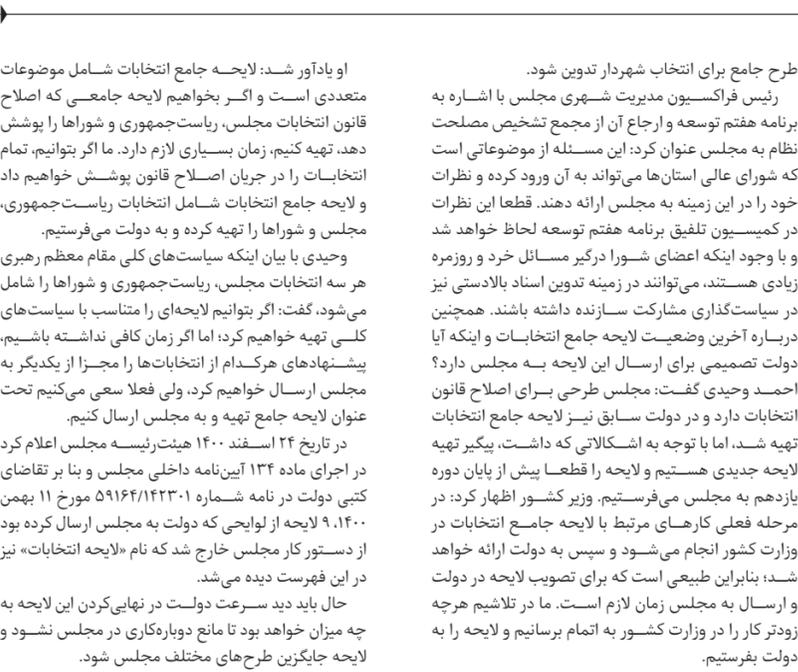 طرح جامع برای انتخاب شهردار تدوین شود.
رئیس فراکسیون مدیریت شهری مجلس با اشاره به
برنامه هفتم توسعه و ارجاع آن از مجمع تشخیص مصلحت
نظام به مجلس عنوان کرد: این مسئله از موضوعاتی است
که شورای عالی استان‌ها می‌تواند به آن ورود کرده و نظرات
خود را در این زمینه به مجلس ارائه دهند. قطعا این نظرات
در کمیسیون تلفیق برنامه هفتم توسعه لحاظ خواهد شد
و با وجود اینکه اعضای شورا درگیر مسائل خرد و روزمره
زیادی هستند، می‌توانند در زمینه تدوین اسناد بالادستی نیز
در سیاست‌گذاری مشارکت سازنده داشته باشند. همچنین
درباره آخرین وضعیت لایحه جامع انتخابات و اینکه آیا
دولت تصمیمی برای ارسال این لایحه به مجلس دارد؟
احمد وحیدی گفت: مجلس طرحی برای اصلاح قانون
انتخابات دارد و در دولت سابق نیز لایحه جامع انتخابات
تهیه شد، اما با توجه به اشکالاتی که داشت، پیگیر تهیه
لایحه جدیدی هستیم و لایحه را قطعا پیش از پایان دوره
یازدهم به مجلس می‌فرستیم. وزیر کشور اظهار کرد: در
مرحله فعلی کارهای مرتبط با لایحه جامع انتخابات در
وزارت کشور انجام می‌شود و سپس به دولت ارائه خواهد
شد؛ بنابراین طبیعی است که برای تصویب لایحه در دولت
و ارسال به مجلس زمان لازم است. ما در تلاشیم هرچه
زودتر کار را در وزارت کشور به اتمام برسانیم و لایحه را به
دولت بفرستیم.
او یادآور شد: لایحه جامع انتخابات شامل موضوعات
متعددی است و اگر بخواهیم لایحه جامعی که اصلاح
قانون انتخابات مجلس، ریاست‌جمهوری و شوراها را پوشش
دهد، تهیه کنیم، زمان بسیاری لازم دارد. ما اگر بتوانیم، تمام
انتخابات را در جریان اصلاح قانون پوشش خواهیم داد
و لایحه جامع انتخابات شامل انتخابات ریاست‌جمهوری،
مجلس و شوراها را تهیه کرده و به دولت می‌فرستیم.
وحیدی با بیان اینکه سیاست‌های کلی مقام معظم رهبری
هر سه انتخابات مجلس، ریاست‌جمهوری و شوراها را شامل
می‌شود، گفت: اگر بتوانیم لایحه‌ای را متناسب با سیاست‌های
کلی تهیه خواهیم کرد؛ اما اگر زمان کافی نداشته باشیم،
پیشنهادهای هرکدام از انتخابات‌ها را مجزا از یکدیگر به
مجلس ارسال خواهیم کرد، ولی فعلا سعی می‌کنیم تحت
عنوان لایحه جامع تهیه و به مجلس ارسال کنیم.
در تاریخ ۲۴ اسفند ۱۴۰۰ هیئت‌رئیسه مجلس اعلام کرد
در اجرای ماده ۱۳۴ آیین‌نامه داخلی مجلس و بنا بر تقاضای
کتبی دولت در نامه شماره ۵۹۱۶۴/۱۴۲۳۰۱ مورخ ۱۱ بهمن
۱۴۰۰، ۹ لایحه از لوایحی که دولت به مجلس ارسال کرده بود
از دستور کار مجلس خارج شد که نام «لایحه انتخابات» نیز
در این فهرست دیده می‌شد.
حال باید دید سرعت دولت در نهایی‌کردن این لایحه به
چه میزان خواهد بود تا مانع دوباره‌کاری در مجلس نشود و
لایحه جایگزین طرح‌های مختلف مجلس شود.